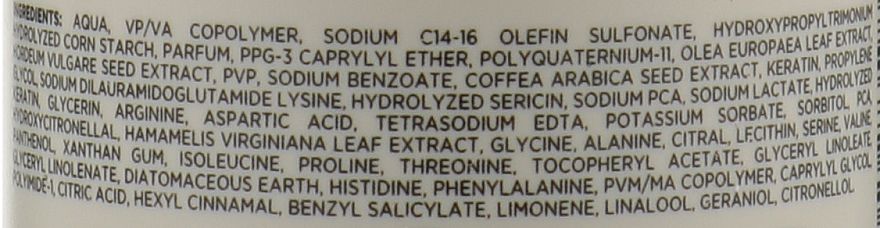 INGREDIENTS: AQUA, VP/VA COPOLYMER, SODIUM C14-16 OLEFIN SULFONATE, HYDROXYPROPYLTRIMONIUM
HYDROLYZED CORN STARCH, PARFUM, PPG-3 CAPRYLYL ETHER, POLYQUATERNIUM-11, OLEA EUROPAEA LEAF EXTRACT,
HORDEUM VULGARE SEED EXTRACT, PVP, SODIUM BENZOATE, COFFEA ARABICA SEED EXTRACT, KERATIN, PROPYLENE
GLYCOL, SODIUM DILAURAMIDOGLUTAMIDE LYSINE, HYDROLYZED SERICIN, SODIUM PCA, SODIUM LACTATE, HYDROLYZED
KERATIN, GLYCERIN, ARGININE, ASPARTIC ACID, TETRASODIUM EDTA, POTASSIUM SORBATE, SORBITOL, PCA,
HYDROXYCITRONELLAL, HAMAMELIS VIRGINIANA LEAF EXTRACT, GLYCINE, ALANINE, CITRAL, LECITHIN, SERINE, VALINE,
PANTHENOL, XANTHAN GUM, ISOLEUCINE, PROLINE, THREONINE, TOCOPHERYL ACETATE, GLYCERYL LINOLEATE,
GLYCERYL LINOLENATE, DIATOMACEOUS EARTH, HISTIDINE, PHENYLALANINE, PVM/MA COPOLYMER, CAPRYLYL GLYCOL,
POLYIMIDE-1, CITRIC ACID, HEXYL CINNAMAL, BENZYL SALICYLATE, LIMONENE, LINALOOL, GERANIOL, CITRONELLOL.